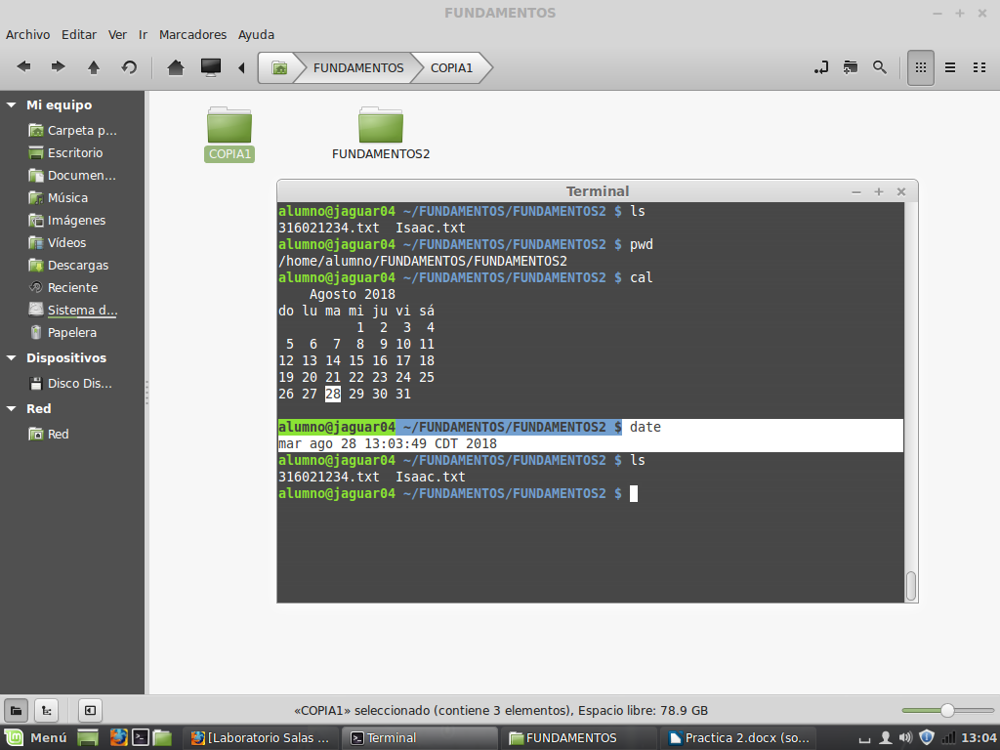 FUNDAMENTOS
Archivo Editar Ver Ir Marcadores Ayuda
FUNDAMENTOS COPIA1
Mi equipo
Carpeta p...
Escritorio
Documen...
Música
Imágenes
Vídeos
Descargas
Reciente
Sistema d...
Papelera
Dispositivos
Disco Dis...
Red
Red
COPIA1 FUNDAMENTOS2
Terminal
alumno@jaguar04 ~/FUNDAMENTOS/FUNDAMENTOS2 $ ls
316021234.txt Isaac.txt
alumno@jaguar04 ~/FUNDAMENTOS/FUNDAMENTOS2 $ pwd
/home/alumno/FUNDAMENTOS/FUNDAMENTOS2
alumno@jaguar04 ~/FUNDAMENTOS/FUNDAMENTOS2 $ cal
Agosto 2018
do lu ma mi ju vi sá
1 2 3 4
5 6 7 8 9 10 11
12 13 14 15 16 17 18
19 20 21 22 23 24 25
26 27 28 29 30 31
alumno@jaguar04 ~/FUNDAMENTOS/FUNDAMENTOS2 $ date
mar ago 28 13:03:49 CDT 2018
alumno@jaguar04 ~/FUNDAMENTOS/FUNDAMENTOS2 $ ls
316021234.txt Isaac.txt
alumno@jaguar04 ~/FUNDAMENTOS/FUNDAMENTOS2 $
«COPIA1» seleccionado (contiene 3 elementos), Espacio libre: 78.9 GB
Menú [Laboratorio Salas ... Terminal FUNDAMENTOS Practica 2.docx (so... 13:04